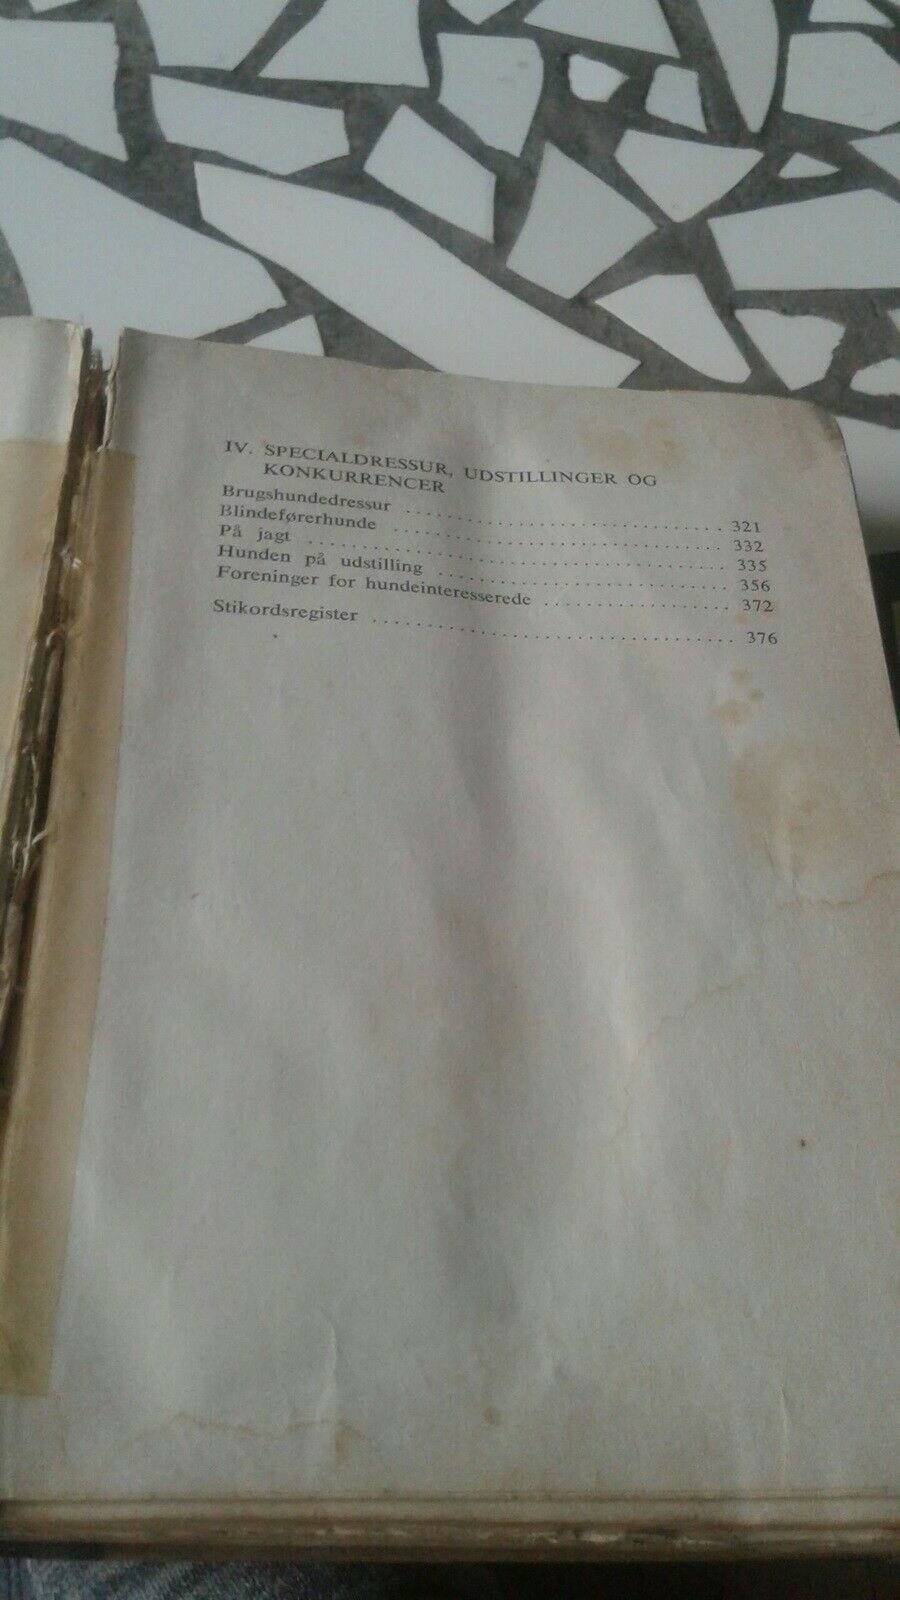 IV. SPECIALDRESSUR, UDSTILLINGER OG
KONKURRENCER
Brugshundedressur ................................ 321
Blindeførerhunde ................................. 332
På jagt .......................................... 335
Hunden på udstilling ............................. 356
Foreninger for hundeinteresserede ................... 372
Stikordsregister .................................... 376